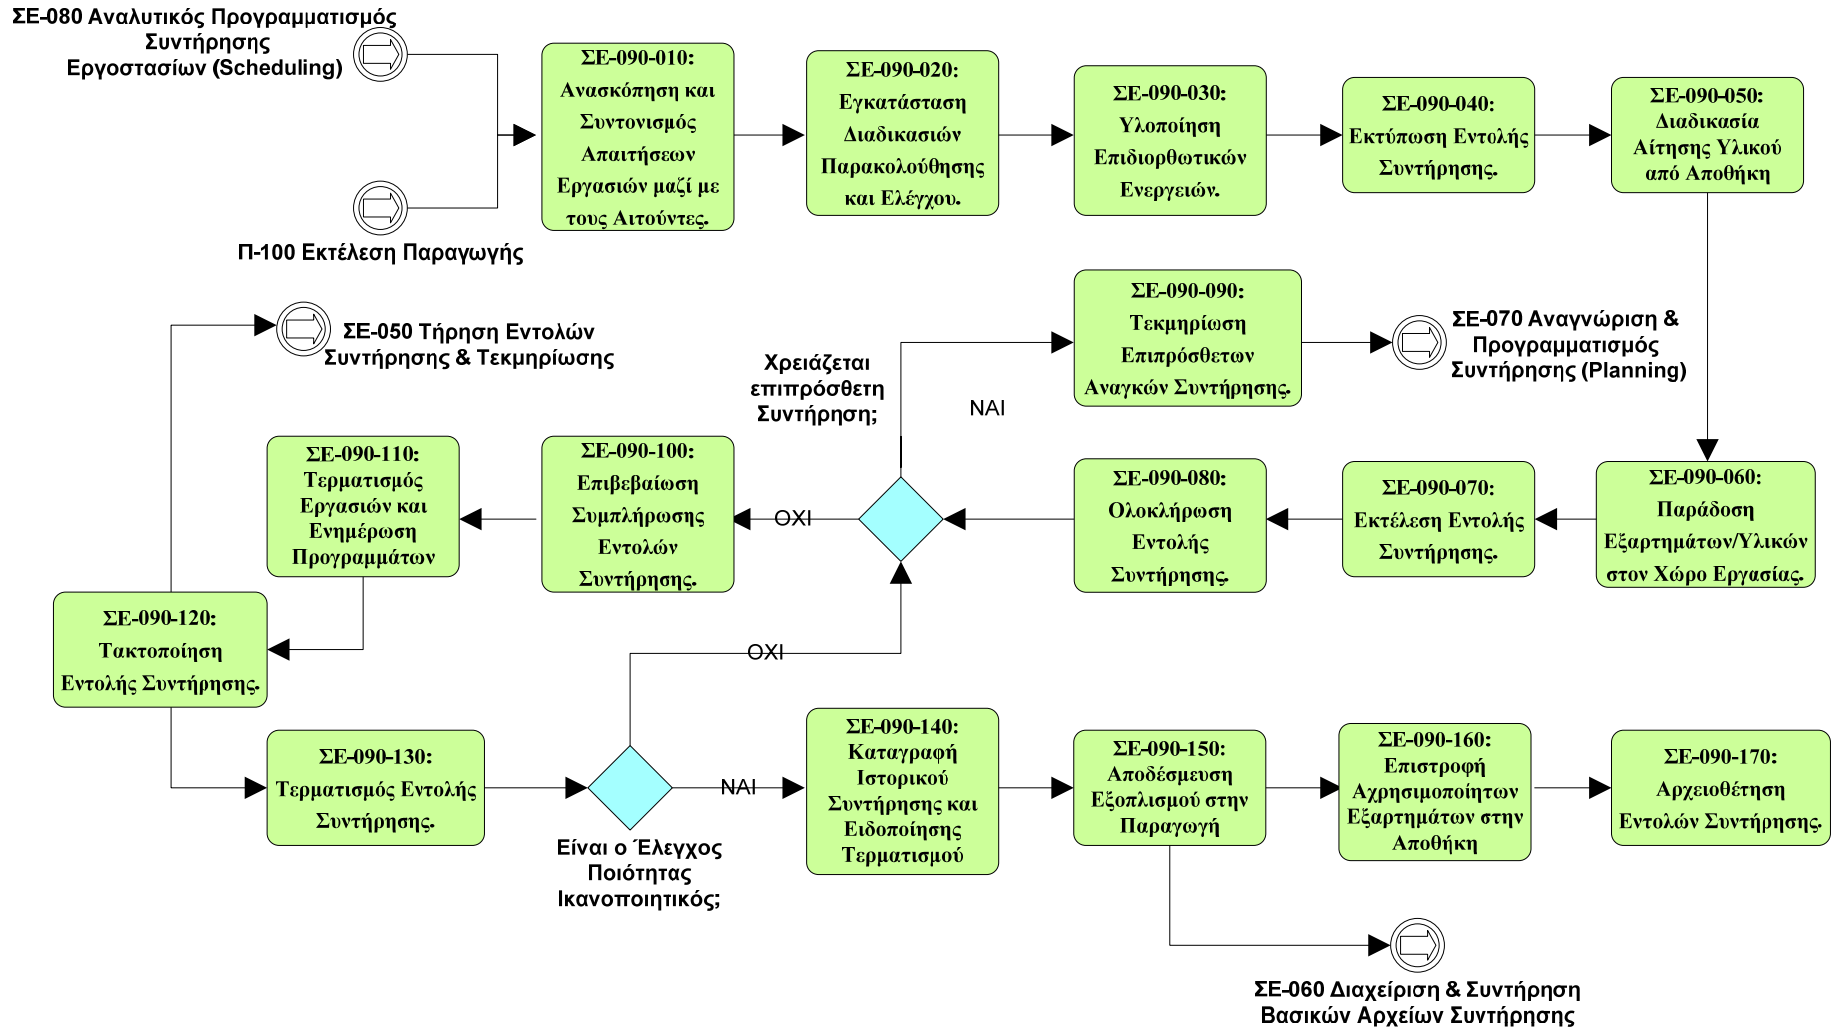 ΣΕ-080 Αναλυτικός Προγραμματισμός
Συντήρησης
Εργοστασίων (Scheduling)
Π-100 Εκτέλεση Παραγωγής
ΣΕ-090-010:
Ανασκόπηση και
Συντονισμός
Απαιτήσεων
Εργασιών μαζί με
τους Αιτούντες.
ΣΕ-090-020:
Εγκατάσταση
Διαδικασιών
Παρακολούθησης
και Ελέγχου.
ΣΕ-090-030:
Υλοποίηση
Επιδιορθωτικών
Ενεργειών.
ΣΕ-090-040:
Εκτύπωση Εντολής
Συντήρησης.
ΣΕ-090-050:
Διαδικασία
Αίτησης Υλικού
από Αποθήκη
ΣΕ-050 Τήρηση Εντολών
Συντήρησης & Τεκμηρίωσης
Χρειάζεται
επιπρόσθετη
Συντήρηση;
ΝΑΙ
ΣΕ-090-090:
Τεκμηρίωση
Επιπρόσθετων
Αναγκών Συντήρησης.
ΣΕ-070 Αναγνώριση &
Προγραμματισμός
Συντήρησης (Planning)
ΣΕ-090-110:
Τερματισμός
Εργασιών και
Ενημέρωση
Προγραμμάτων
ΣΕ-090-100:
Επιβεβαίωση
Συμπλήρωσης
Εντολών
Συντήρησης.
ΟΧΙ
ΣΕ-090-080:
Ολοκλήρωση
Εντολής
Συντήρησης.
ΣΕ-090-070:
Εκτέλεση Εντολής
Συντήρησης.
ΣΕ-090-060:
Παράδοση
Εξαρτημάτων/Υλικών
στον Χώρο Εργασίας.
ΣΕ-090-120:
Τακτοποίηση
Εντολής Συντήρησης.
ΟΧΙ
ΣΕ-090-130:
Τερματισμός Εντολής
Συντήρησης.
Είναι ο Έλεγχος
Ποιότητας
Ικανοποιητικός;
ΝΑΙ
ΣΕ-090-140:
Καταγραφή
Ιστορικού
Συντήρησης και
Ειδοποίησης
Τερματισμού
ΣΕ-090-150:
Αποδέσμευση
Εξοπλισμού στην
Παραγωγή
ΣΕ-090-160:
Επιστροφή
Αχρησιμοποίητων
Εξαρτημάτων στην
Αποθήκη
ΣΕ-090-170:
Αρχειοθέτηση
Εντολών Συντήρησης.
ΣΕ-060 Διαχείριση & Συντήρηση
Βασικών Αρχείων Συντήρησης